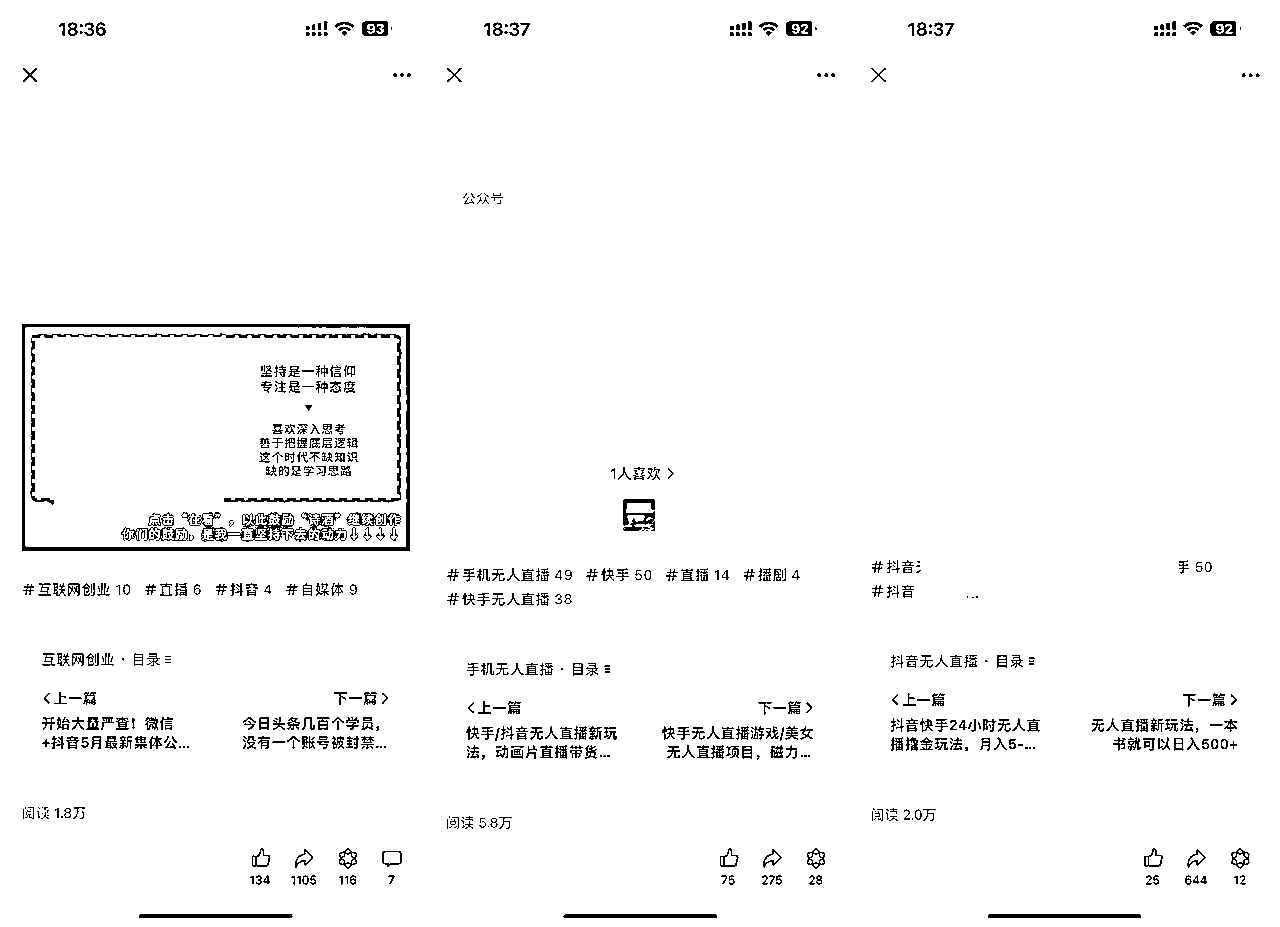 18:36
93
坚持是一种信仰
专注是一种态度
喜欢深入思考
善于把握底层逻辑
这个时代不缺知识
缺的是学习思路
点击“在看”，以此鼓励“诗酒”继续创作
你们的鼓励，是我一直坚持下去的动力↓↓↓↓
#互联网创业 10 #直播 6 #抖音 4 #自媒体 9
互联网创业 · 目录
上一篇
下一篇
开始大量严查！微信
+抖音5月最新集体公...
今日头条几百个学员，
没有一个账号被封禁...
阅读 1.8万
134 1105 116 7
18:37
92
公众号
1人喜欢
#手机无人直播 49 #快手 50 #直播 14 #播剧 4
#快手无人直播 38
手机无人直播 · 目录
上一篇
下一篇
快手/抖音无人直播新玩
法，动画片直播带货...
快手无人直播游戏/美女
无人直播项目，磁力...
阅读 5.8万
75 275 28
18:37
92
#抖音 手 50
#抖音 ...
抖音无人直播 · 目录
上一篇
下一篇
抖音快手24小时无人直
播撸金玩法，月入5-...
无人直播新玩法，一本
书就可以日入500+
阅读 2.0万
25 644 12